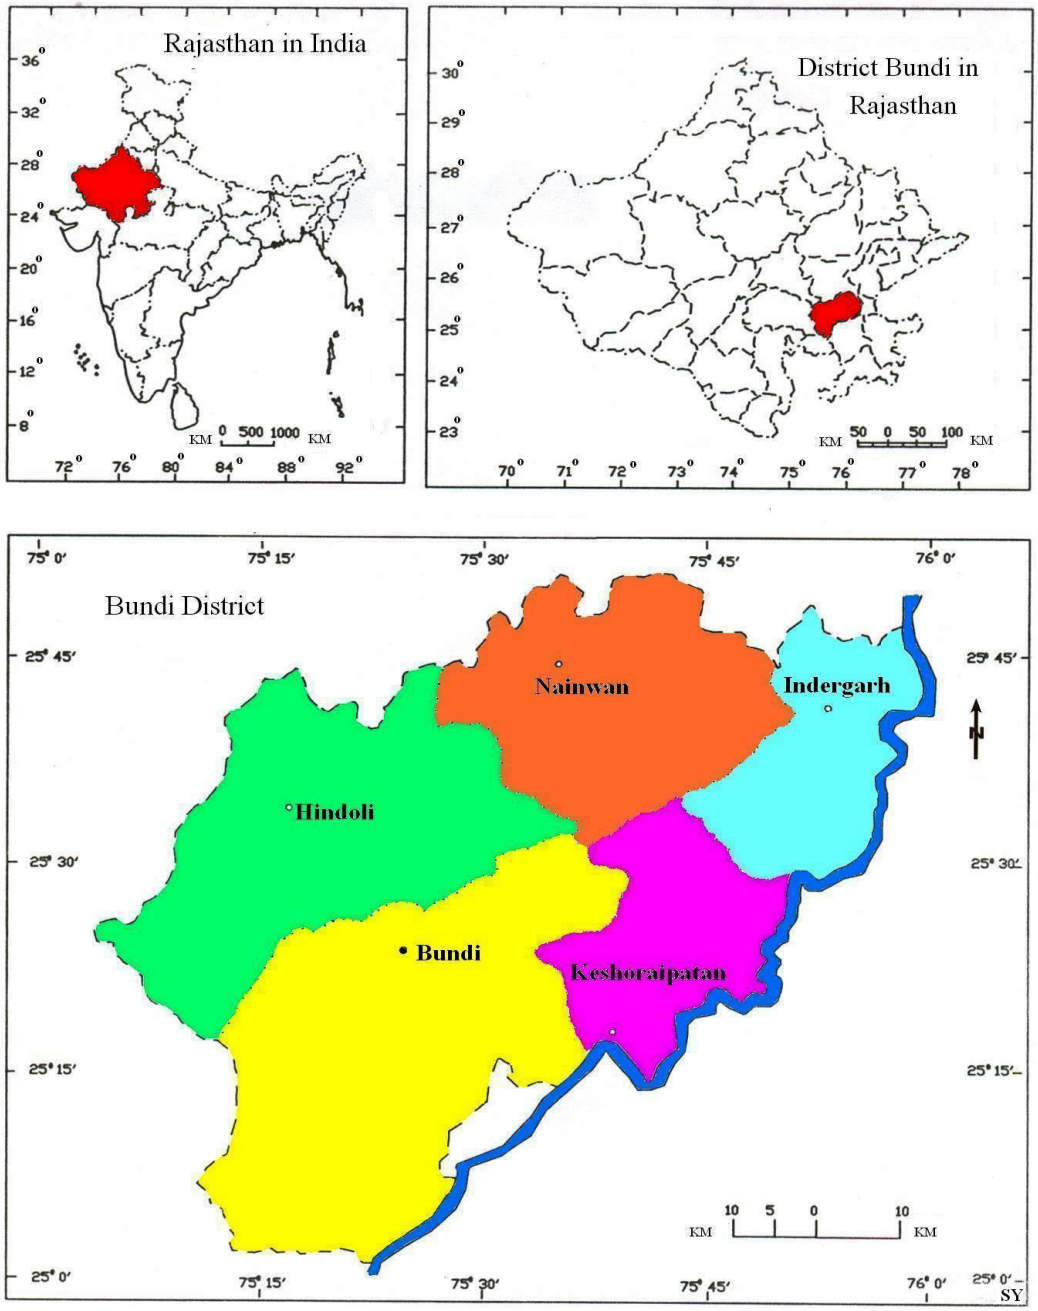 Rajasthan in India
36°
32°
28°
24°
20°
16°
12°
8°
KM 0 500 1000 KM
72° 76° 80° 84° 88° 92°
District Bundi in
Rajasthan
30°
29°
28°
27°
26°
25°
24°
23°
KM 50 0 50 100 KM
70° 71° 72° 73° 74° 75° 76° 77° 78°
75° 0' 75° 15' 75° 30' 75° 45' 76° 0'
Bundi District
25° 45' 25° 45'
Nainwan
Indergarh
N
Hindoli
25° 30' 25° 30'
Bundi
Keshoraipatan
25° 15' 25° 15'
10 5 0 10
KM KM
25° 0' 25° 0'
75° 15' 75° 30' 75° 45' 76° 0'
SY